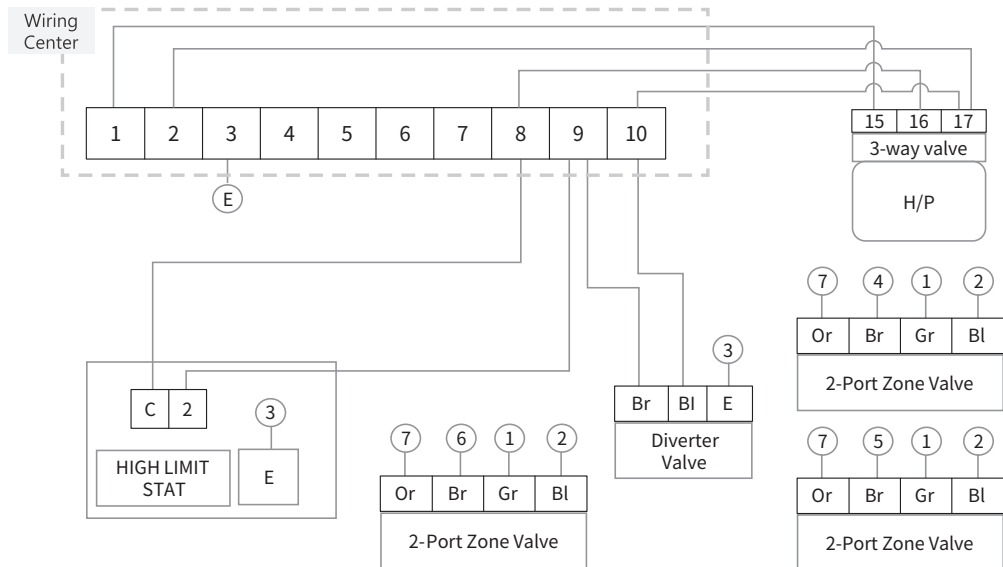 Wiring
Center
1 2 3 4 5 6 7 8 9 10
E
15 16 17
3-way valve
H/P
C 2
3
HIGH LIMIT
STAT
E
7 6 1 2
Or Br Gr Bl
2-Port Zone Valve
3
Br Bl E
Diverter
Valve
7 4 1 2
Or Br Gr Bl
2-Port Zone Valve
7 5 1 2
Or Br Gr Bl
2-Port Zone Valve